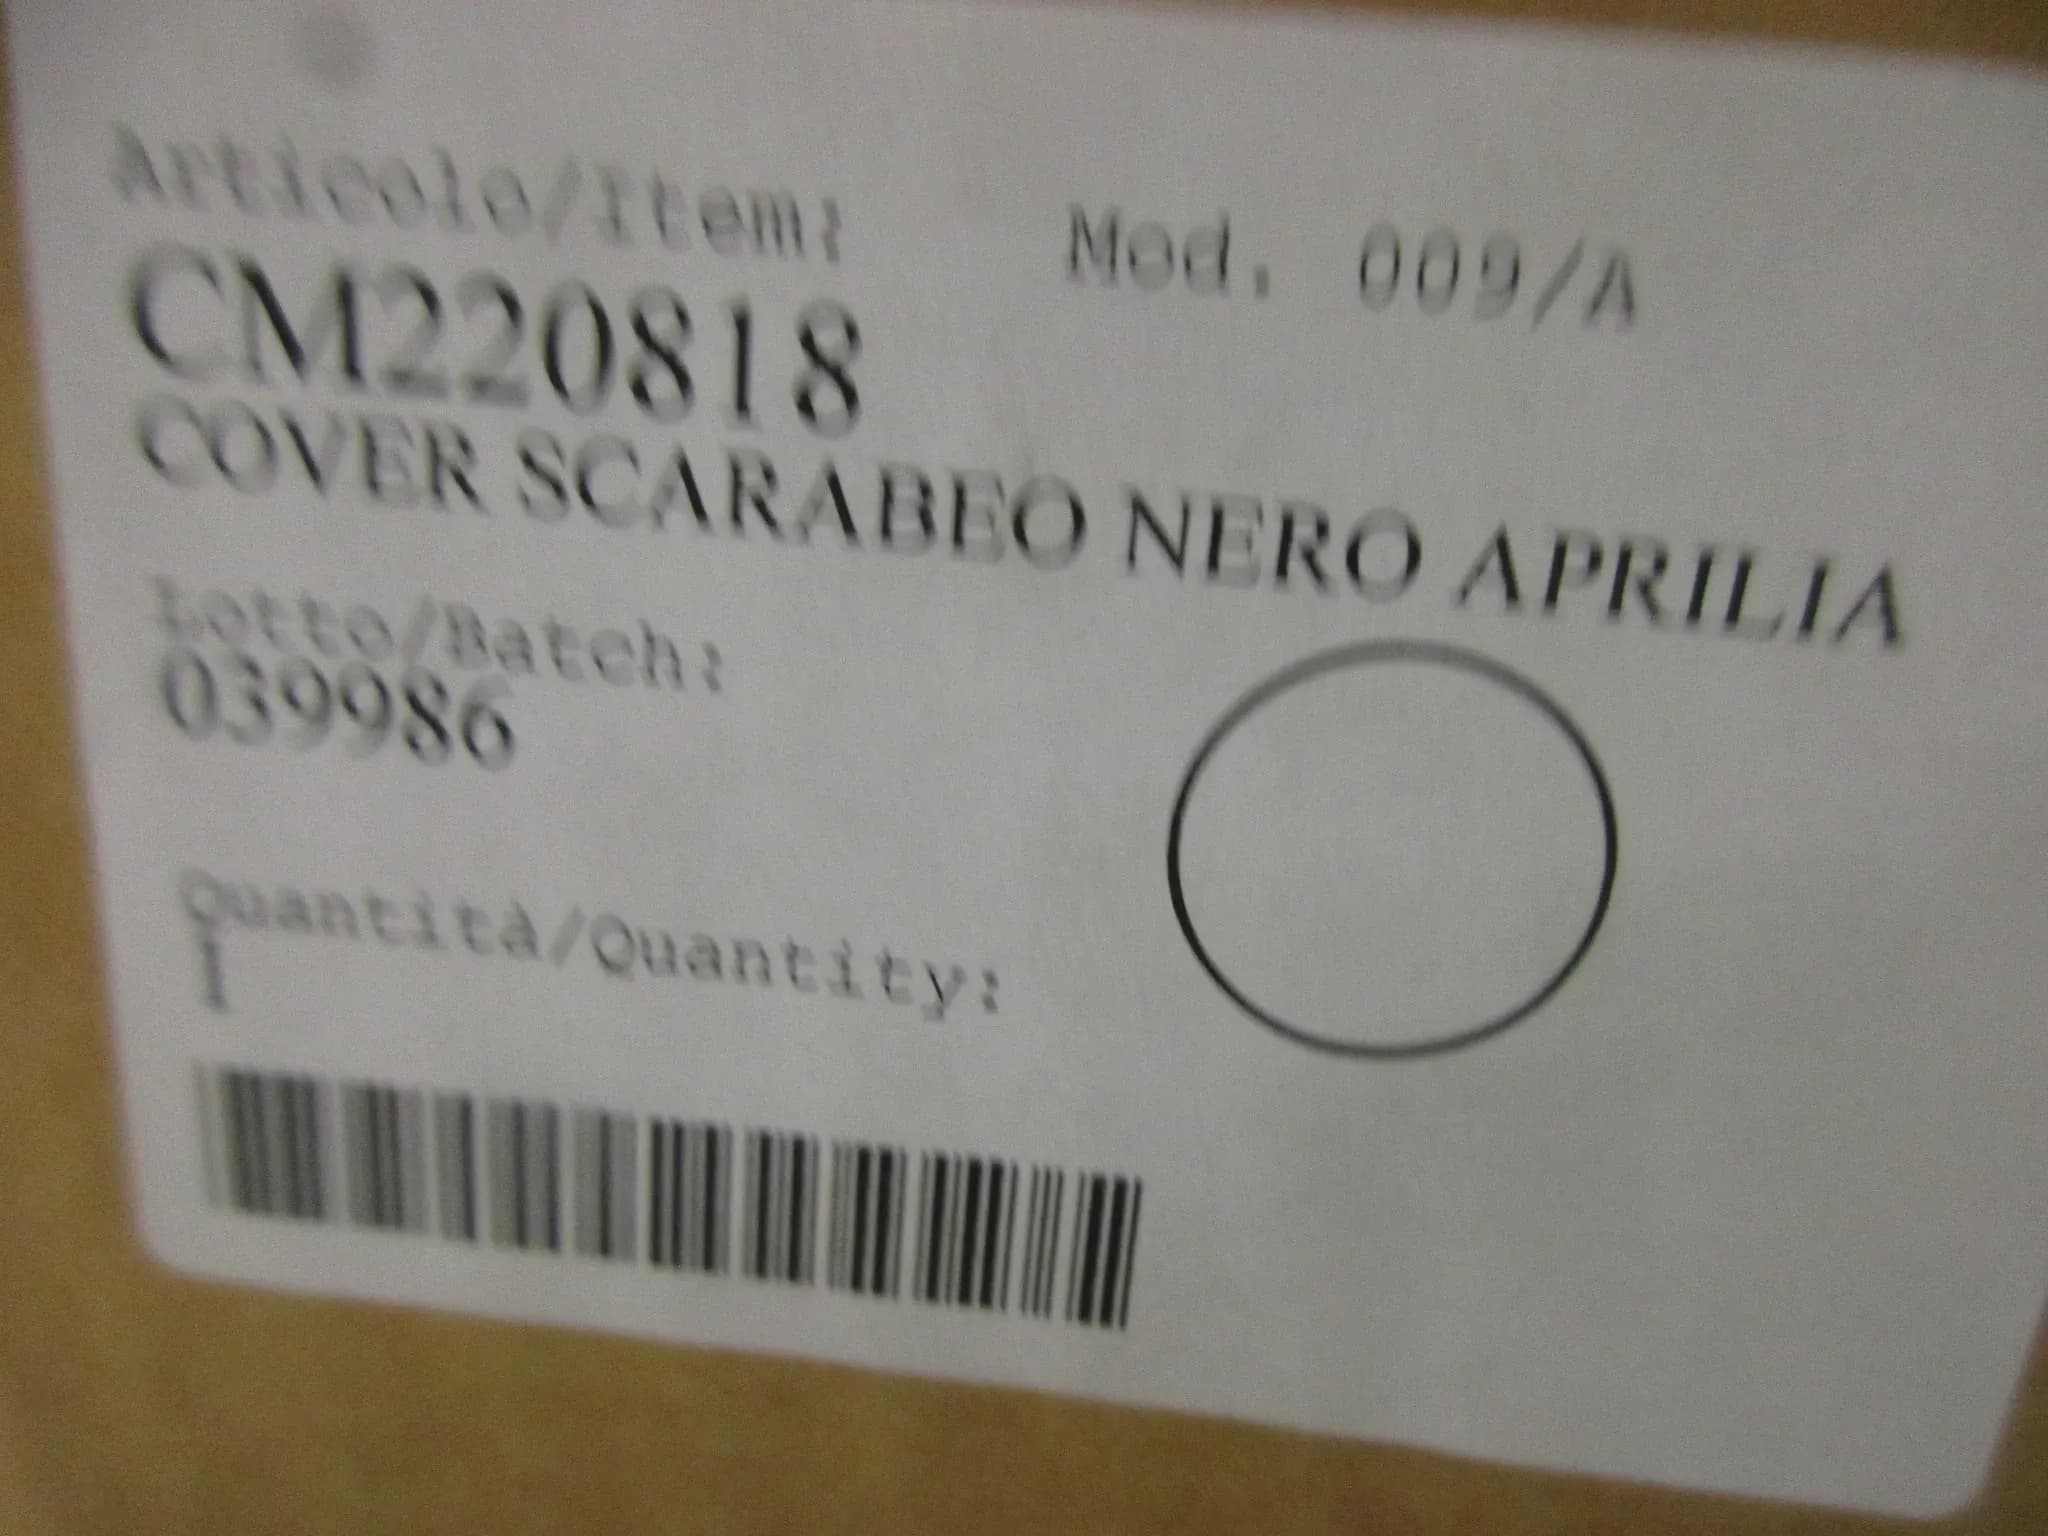 Articolo/Item: Mod. 009/A
CM220818
COVER SCARABEO NERO APRILIA
Lotto/Batch:
039986
Quantità/Quantity:
1